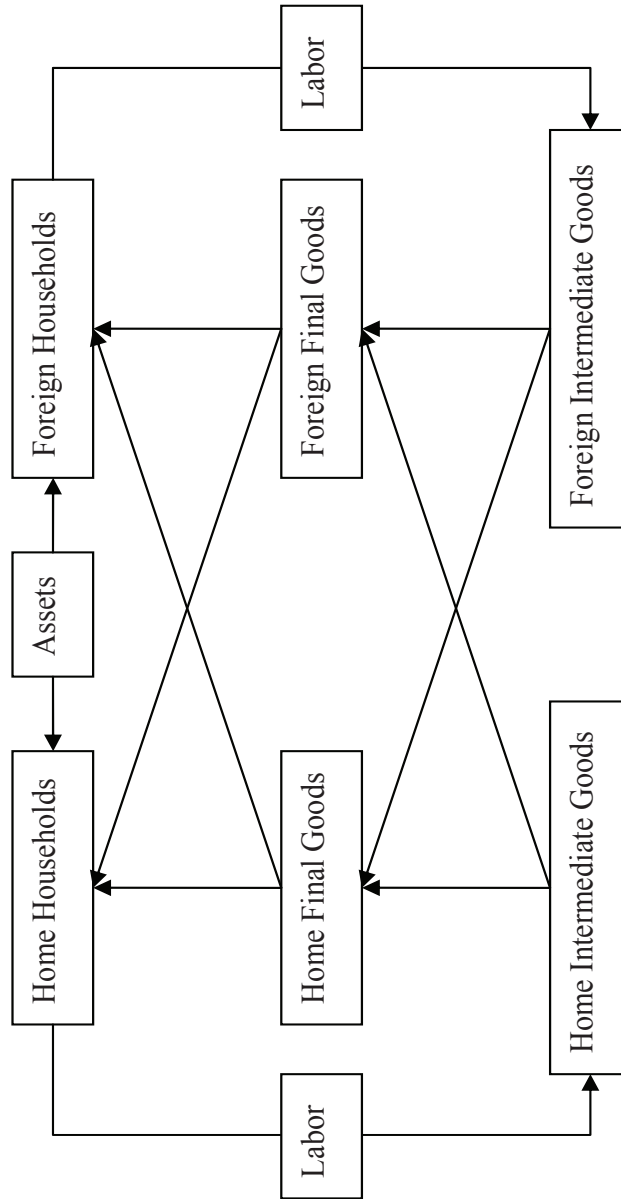 Home Households
Assets
Foreign Households
Labor
Home Final Goods
Foreign Final Goods
Labor
Home Intermediate Goods
Foreign Intermediate Goods